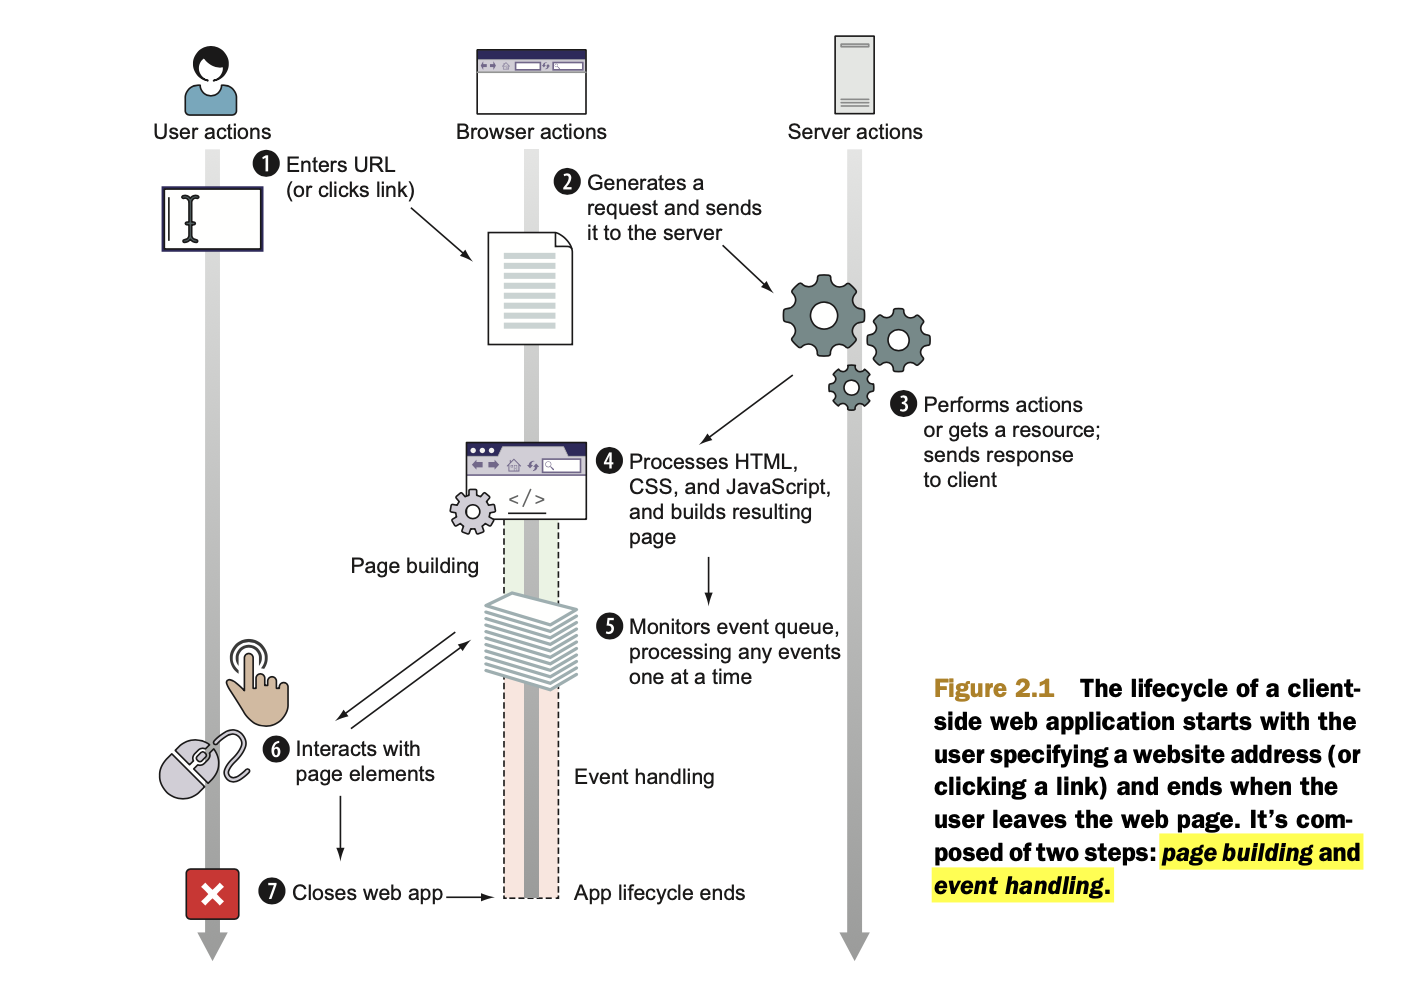 User actions
Browser actions
Server actions
1 Enters URL
(or clicks link)
2 Generates a
request and sends
it to the server
3 Performs actions
or gets a resource;
sends response
to client
4 Processes HTML,
CSS, and JavaScript,
and builds resulting
page
</>
Page building
5 Monitors event queue,
processing any events
one at a time
6 Interacts with
page elements
Event handling
7 Closes web app
App lifecycle ends
Figure 2.1 The lifecycle of a client-
side web application starts with the
user specifying a website address (or
clicking a link) and ends when the
user leaves the web page. It's com-
posed of two steps: page building and
event handling.